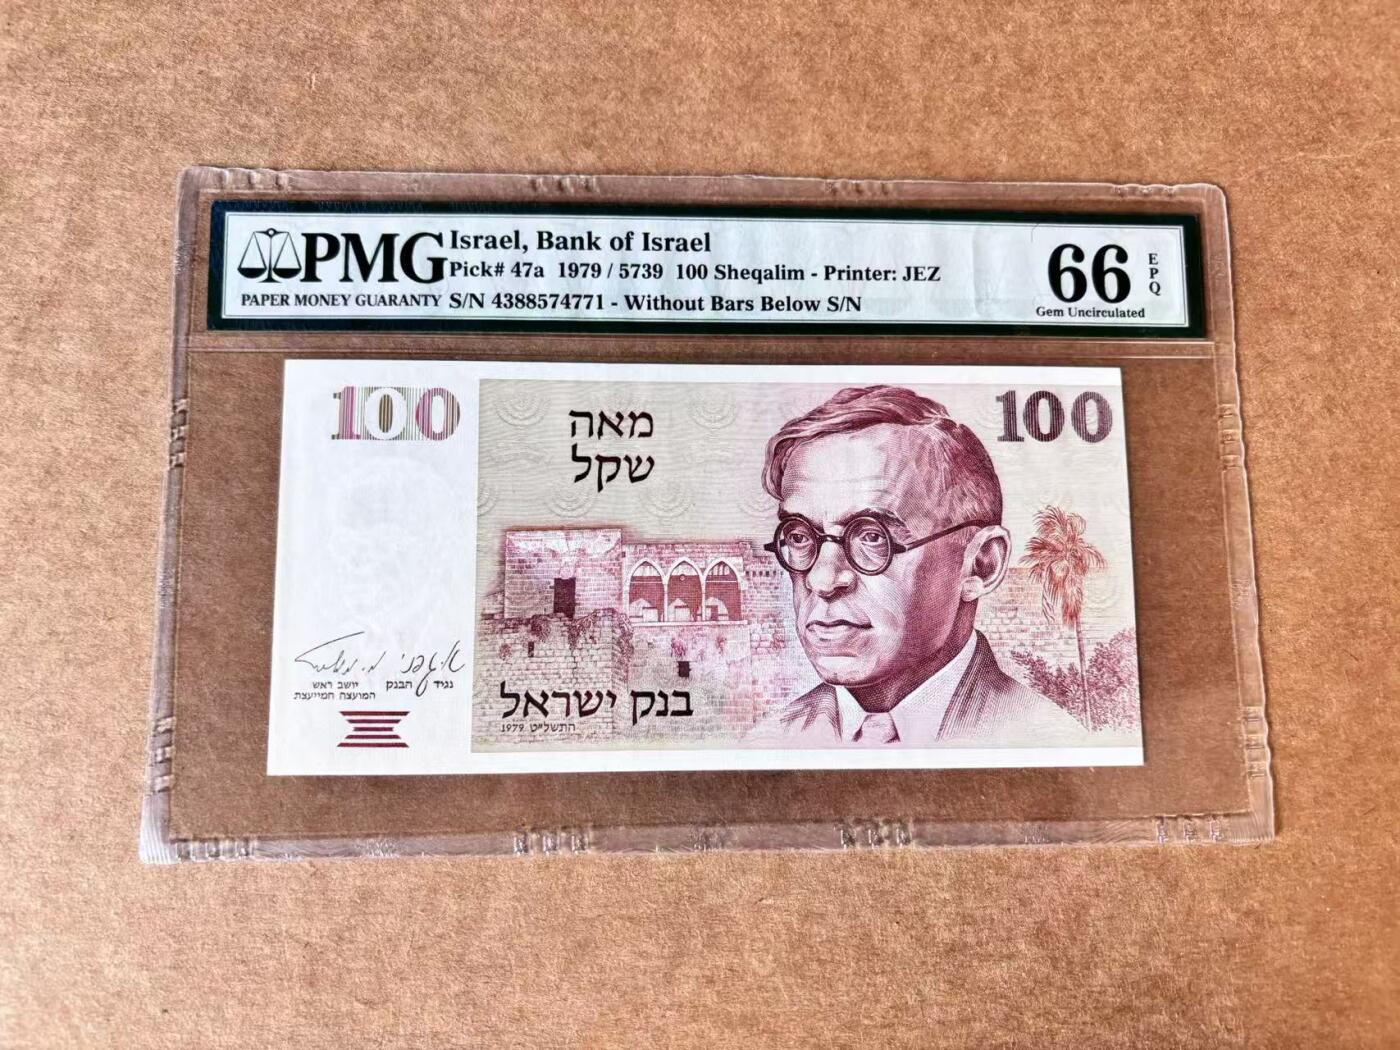 PMG
PAPER MONEY GUARANTY
Israel, Bank of Israel
Pick# 47a 1979 / 5739 100 Sheqalim - Printer: JEZ
S/N 4388574771 - Without Bars Below S/N
66
EPQ
Gem Uncirculated
100
מאה
שקל
100
נגיד הבנק
יושב ראש
המועצה המייעצת
בנק ישראל
התשל״ט 1979